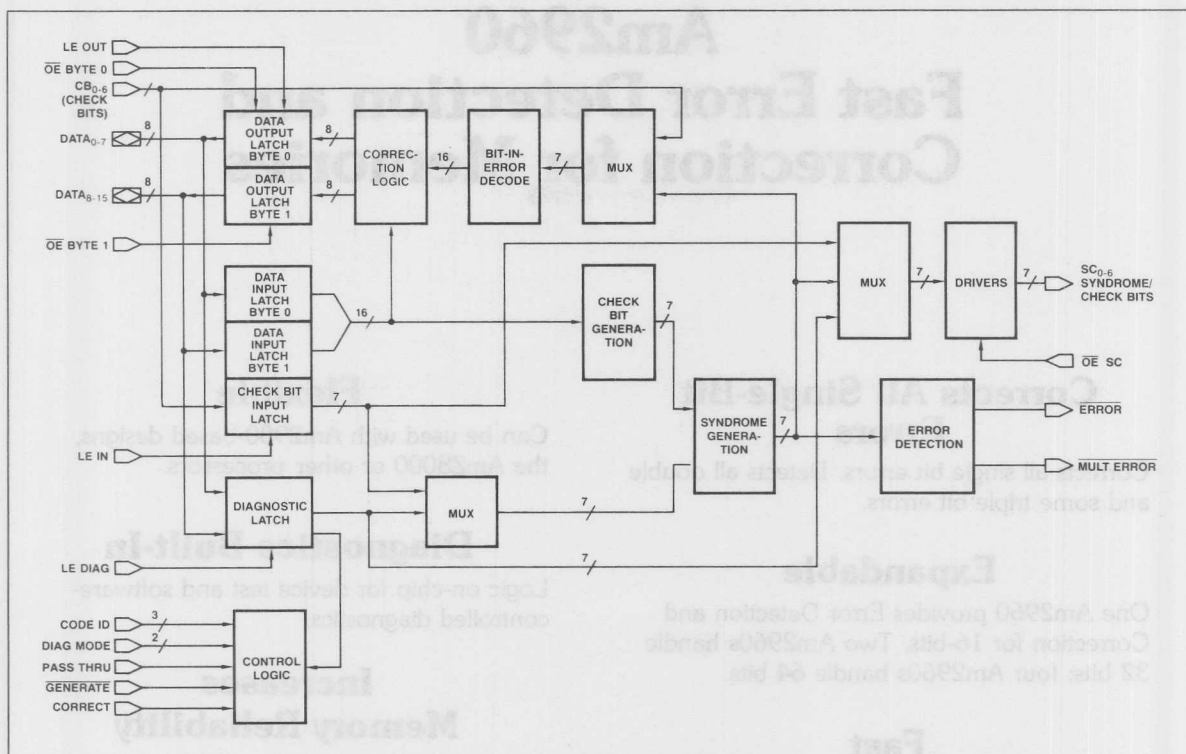 LE OUT
OE BYTE 0
CB0-6
(CHECK
BITS)
DATA0-7
DATA8-15
OE BYTE 1
LE IN
LE DIAG
CODE ID
DIAG MODE
PASS THRU
GENERATE
CORRECT
8
8
3
2
DATA
OUTPUT
LATCH
BYTE 0
DATA
OUTPUT
LATCH
BYTE 1
8
8
CORREC-
TION
LOGIC
16
BIT-IN-
ERROR
DECODE
7
MUX
DATA
INPUT
LATCH
BYTE 0
DATA
INPUT
LATCH
BYTE 1
16
CHECK BIT
INPUT
LATCH
7
DIAGNOSTIC
LATCH
MUX
7
7
CONTROL
LOGIC
CHECK
BIT
GENERA-
TION
7
SYNDROME
GENERA-
TION
7
MUX
7
DRIVERS
7
SC0-6
SYNDROME/
CHECK BITS
OE SC
ERROR
DETECTION
ERROR
MULT ERROR
Am2960
Fast Error Detection and
Correction for Memories
Corrects All Single-Bit
Errors
Corrects all single bit errors. Detects all double
and some triple bit errors.
Expandable
One Am2960 provides Error Detection and
Correction for 16-bits. Two Am2960s handle
32 bits; four Am2960s handle 64 bits.
Fast
Flexible
Can be used with Am2900-based designs,
the AmZ8000 or other processors.
Diagnostics Built-In
Logic on-chip for device test and software-
controlled diagnostics.
Increases
Memory Reliability